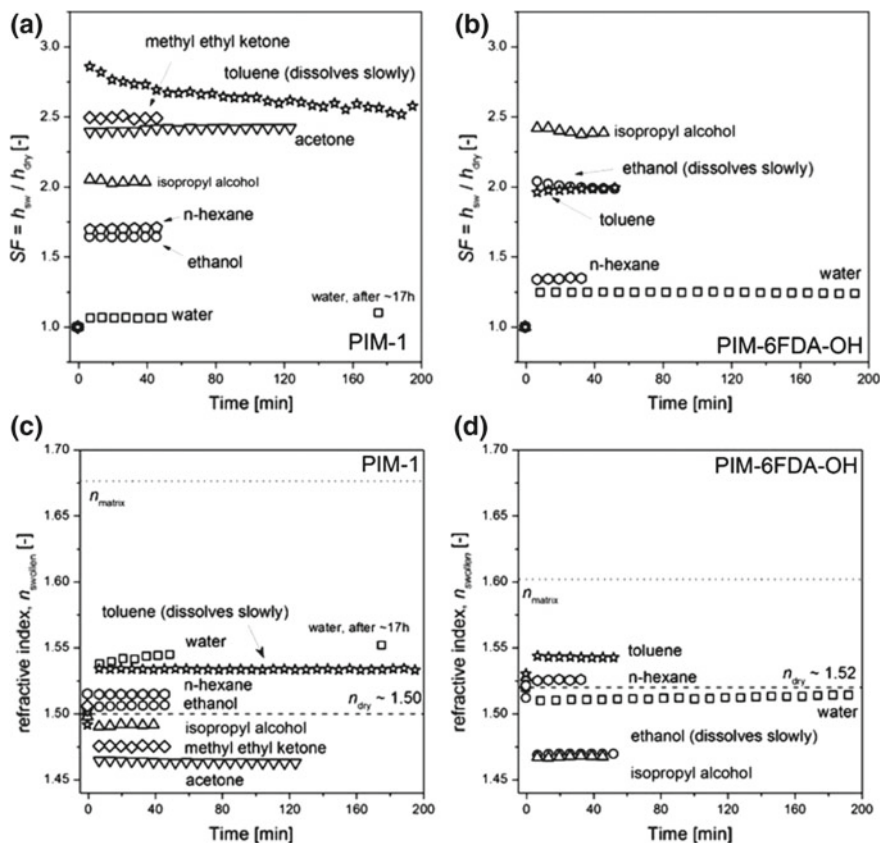 (a)
SF = h_sw / h_dry [-]
3.0
2.5
2.0
1.5
1.0
methyl ethyl ketone
toluene (dissolves slowly)
acetone
isopropyl alcohol
n-hexane
ethanol
water, after ~17h
water
PIM-1
0 40 80 120 160 200
Time [min]
(b)
3.0
2.5
2.0
1.5
1.0
isopropyl alcohol
ethanol (dissolves slowly)
toluene
n-hexane
water
PIM-6FDA-OH
0 40 80 120 160 200
Time [min]
(c)
refractive index, n_swollen [-]
1.70
1.65
1.60
1.55
1.50
1.45
PIM-1
n_matrix
toluene (dissolves slowly)
water
water, after ~17h
n-hexane
n_dry ~ 1.50
ethanol
isopropyl alcohol
methyl ethyl ketone
acetone
0 40 80 120 160 200
Time [min]
(d)
refractive index, n_swollen [-]
1.70
1.65
1.60
1.55
1.50
1.45
PIM-6FDA-OH
n_matrix
toluene
n-hexane
n_dry ~ 1.52
water
ethanol (dissolves slowly)
isopropyl alcohol
0 40 80 120 160 200
Time [min]